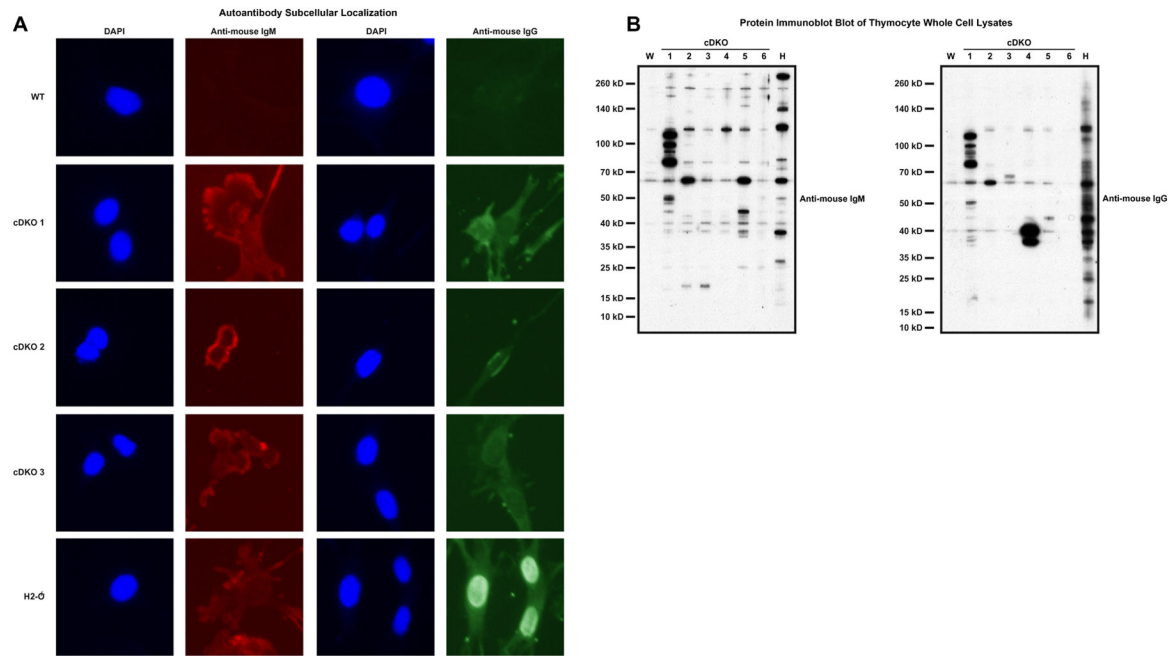 A
Autoantibody Subcellular Localization
DAPI Anti-mouse IgM DAPI Anti-mouse IgG
WT
cDKO 1
cDKO 2
cDKO 3
H2-Ớ
B
Protein Immunoblot Blot of Thymocyte Whole Cell Lysates
cDKO
W 1 2 3 4 5 6 H
260 kD
140 kD
100 kD
70 kD
50 kD
40 kD
35 kD
25 kD
15 kD
10 kD
Anti-mouse IgM
cDKO
W 1 2 3 4 5 6 H
260 kD
140 kD
100 kD
70 kD
50 kD
40 kD
35 kD
25 kD
15 kD
10 kD
Anti-mouse IgG